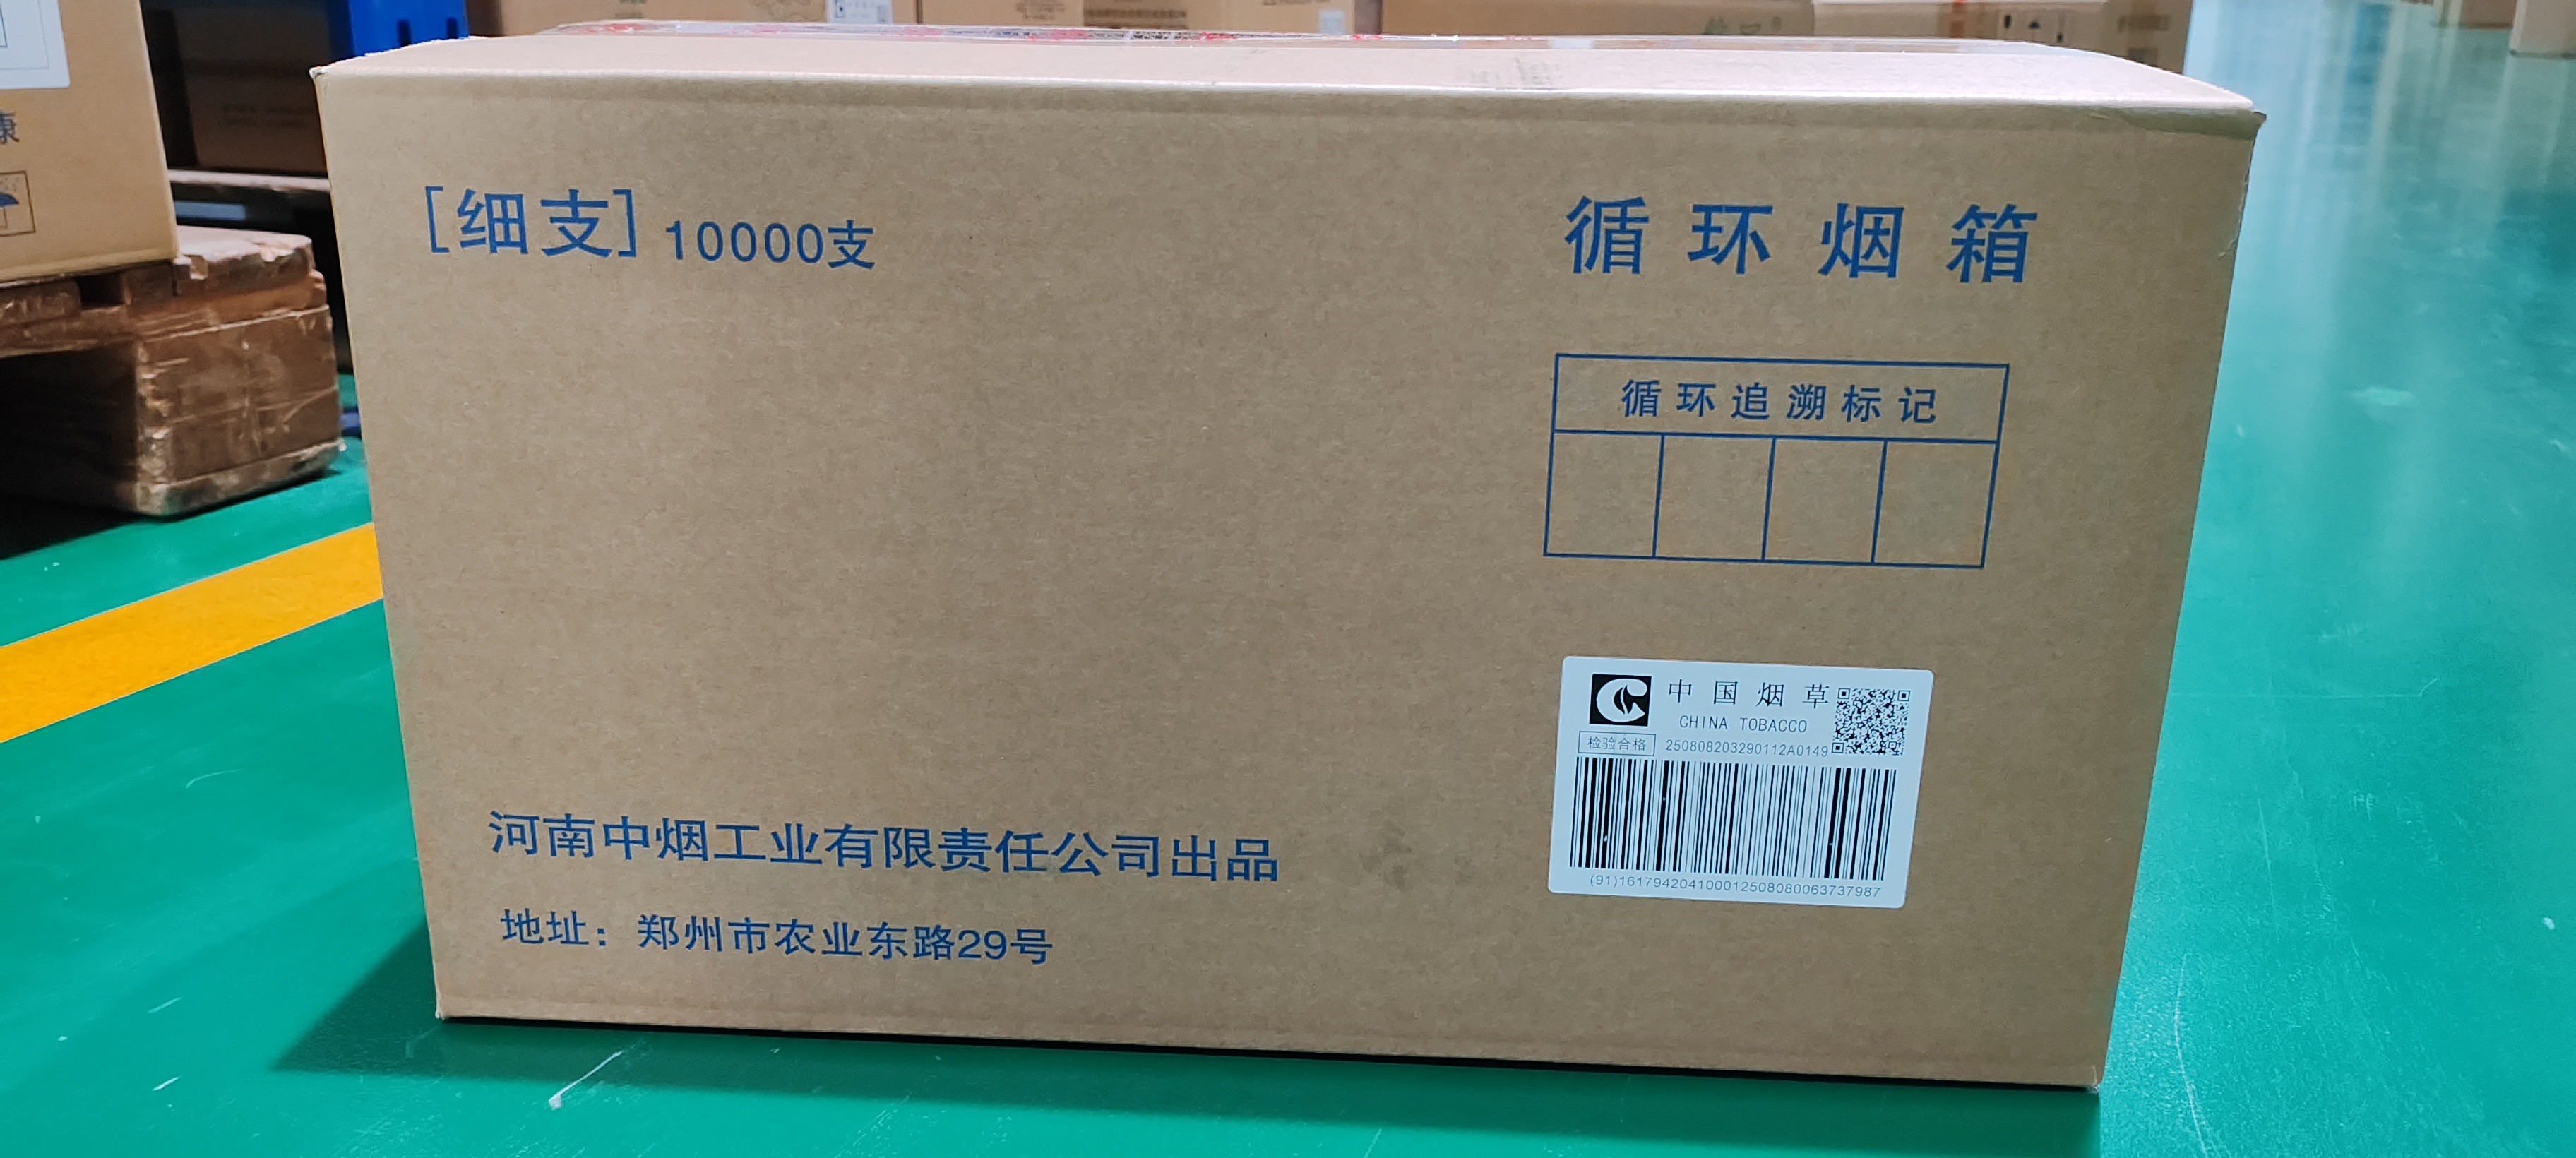 康
[细支] 10000支
循环烟箱
循环追溯标记
中国烟草
CHINA TOBACCO
检验合格 250808203290112A0149
(91)161794204100012508080063737987
河南中烟工业有限责任公司出品
地址：郑州市农业东路29号